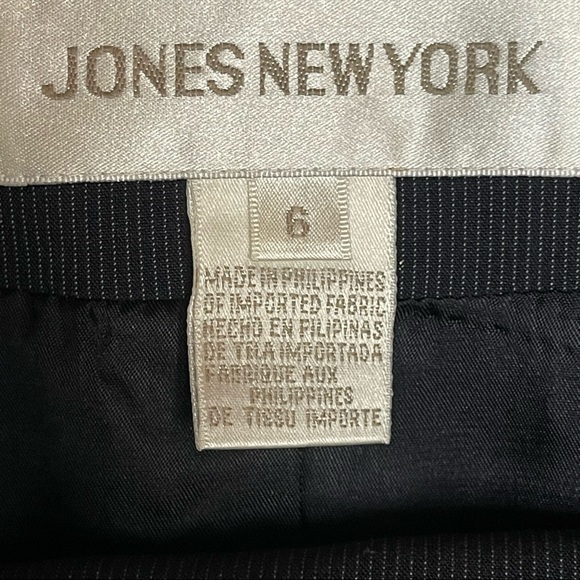 JONES NEW YORK
6
MADE IN PHILIPPINES
OF IMPORTED FABRIC
HECHO EN PILIPINAS
DE TELA IMPORTADA
FABRIQUE AUX
PHILIPPINES
DE TISSU IMPORTE